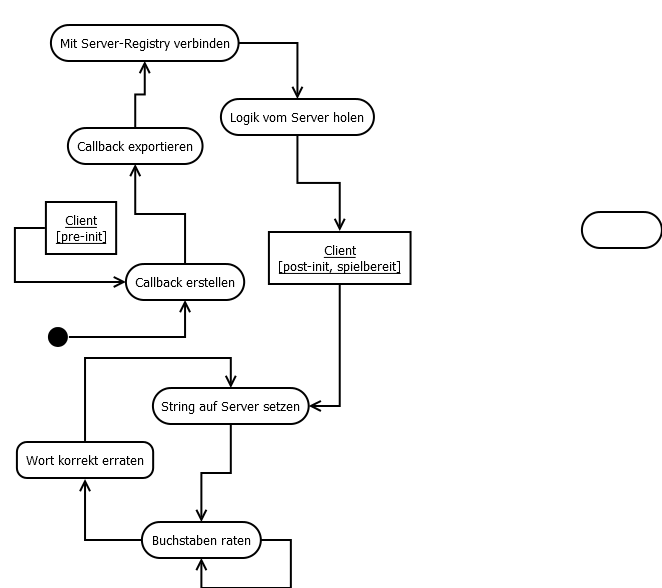 Mit Server-Registry verbinden
Logik vom Server holen
Callback exportieren
Client
[pre-init]
Client
[post-init, spielbereit]
Callback erstellen
String auf Server setzen
Wort korrekt erraten
Buchstaben raten